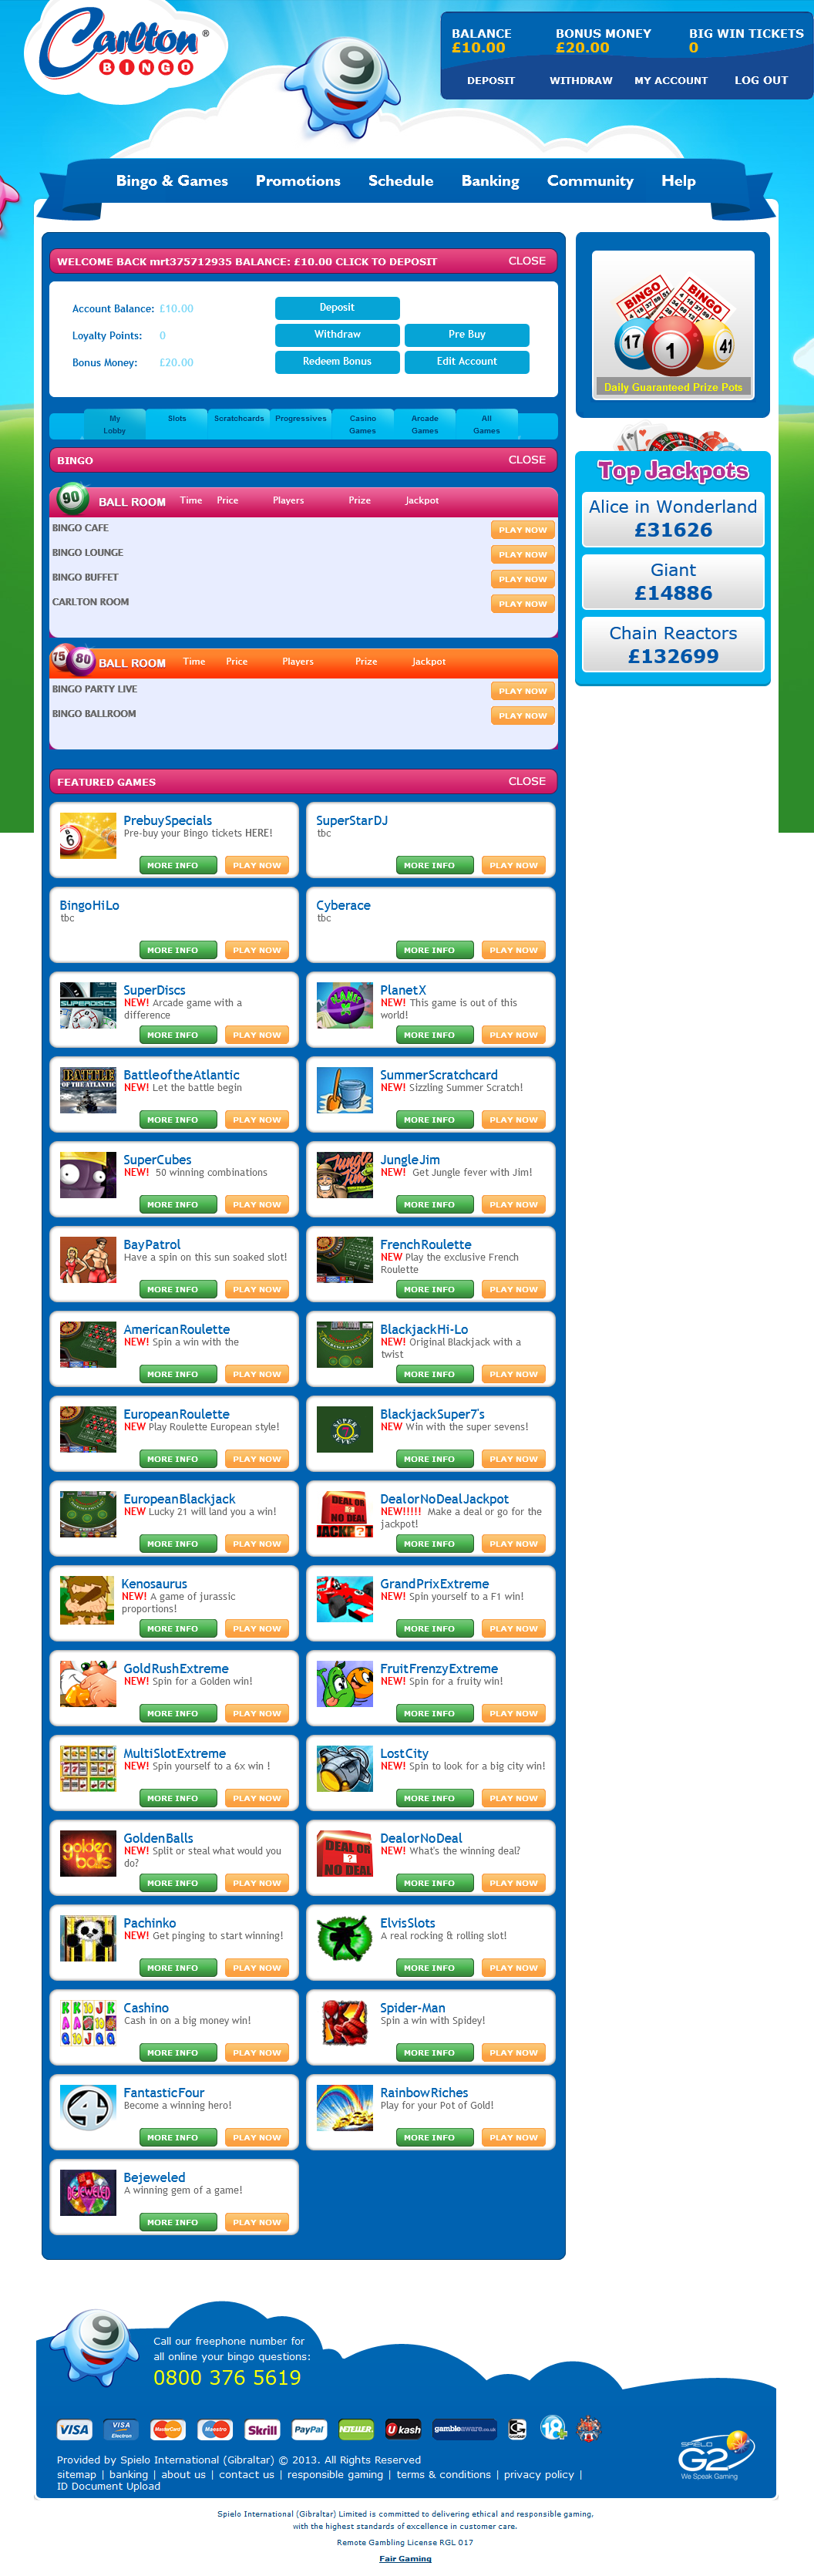 Carlton®
BINGO
9
BALANCE BONUS MONEY BIG WIN TICKETS
£10.00 £20.00 0
DEPOSIT WITHDRAW MY ACCOUNT LOG OUT
Bingo & Games Promotions Schedule Banking Community Help
WELCOME BACK mrt375712935 BALANCE: £10.00 CLICK TO DEPOSIT CLOSE
Account Balance: £10.00 Deposit
Loyalty Points: 0 Withdraw Pre Buy
Bonus Money: £20.00 Redeem Bonus Edit Account
My Lobby Slots Scratchcards Progressives Casino Games Arcade Games All Games
BINGO CLOSE
90 BALL ROOM Time Price Players Prize Jackpot
BINGO CAFE PLAY NOW
BINGO LOUNGE PLAY NOW
BINGO BUFFET PLAY NOW
CARLTON ROOM PLAY NOW
75 80 BALL ROOM Time Price Players Prize Jackpot
BINGO PARTY LIVE PLAY NOW
BINGO BALLROOM PLAY NOW
BINGO BINGO
17 1 41
Daily Guaranteed Prize Pots
Top Jackpots
Alice in Wonderland
£31626
Giant
£14886
Chain Reactors
£132699
FEATURED GAMES CLOSE
6
PrebuySpecials
Pre-buy your Bingo tickets HERE!
MORE INFO PLAY NOW
SuperStarDJ
tbc
MORE INFO PLAY NOW
BingoHiLo
tbc
MORE INFO PLAY NOW
Cyberace
tbc
MORE INFO PLAY NOW
SUPERDISCS
SuperDiscs
NEW! Arcade game with a
difference
MORE INFO PLAY NOW
PLANET X
PlanetX
NEW! This game is out of this
world!
MORE INFO PLAY NOW
BATTLE
OF THE ATLANTIC
BattleoftheAtlantic
NEW! Let the battle begin
MORE INFO PLAY NOW
SummerScratchcard
NEW! Sizzling Summer Scratch!
MORE INFO PLAY NOW
SuperCubes
NEW! 50 winning combinations
MORE INFO PLAY NOW
Jungle Jim
JungleJim
NEW! Get Jungle fever with Jim!
MORE INFO PLAY NOW
BayPatrol
Have a spin on this sun soaked slot!
MORE INFO PLAY NOW
FrenchRoulette
NEW Play the exclusive French
Roulette
MORE INFO PLAY NOW
AmericanRoulette
NEW! Spin a win with the
MORE INFO PLAY NOW
BlackjackHi-Lo
NEW! Original Blackjack with a
twist
MORE INFO PLAY NOW
EuropeanRoulette
NEW Play Roulette European style!
MORE INFO PLAY NOW
SUPER 7 SEVENS
BlackjackSuper7's
NEW Win with the super sevens!
MORE INFO PLAY NOW
EuropeanBlackjack
NEW Lucky 21 will land you a win!
MORE INFO PLAY NOW
DEAL OR ? NO DEAL
JACKPOT
DealorNoDealJackpot
NEW!!!!! Make a deal or go for the
jackpot!
MORE INFO PLAY NOW
Kenosaurus
NEW! A game of jurassic
proportions!
MORE INFO PLAY NOW
GrandPrixExtreme
NEW! Spin yourself to a F1 win!
MORE INFO PLAY NOW
GoldRushExtreme
NEW! Spin for a Golden win!
MORE INFO PLAY NOW
FruitFrenzyExtreme
NEW! Spin for a fruity win!
MORE INFO PLAY NOW
MultiSlotExtreme
NEW! Spin yourself to a 6x win !
MORE INFO PLAY NOW
LostCity
NEW! Spin to look for a big city win!
MORE INFO PLAY NOW
golden
balls
GoldenBalls
NEW! Split or steal what would you
do?
MORE INFO PLAY NOW
DEAL OR ? NO DEAL
DealorNoDeal
NEW! What's the winning deal?
MORE INFO PLAY NOW
Pachinko
NEW! Get pinging to start winning!
MORE INFO PLAY NOW
ElvisSlots
A real rocking & rolling slot!
MORE INFO PLAY NOW
Cashino
Cash in on a big money win!
MORE INFO PLAY NOW
Spider-Man
Spin a win with Spidey!
MORE INFO PLAY NOW
4
FantasticFour
Become a winning hero!
MORE INFO PLAY NOW
RainbowRiches
Play for your Pot of Gold!
MORE INFO PLAY NOW
BEJEWELED
Bejeweled
A winning gem of a game!
MORE INFO PLAY NOW
9
Call our freephone number for
all online your bingo questions:
0800 376 5619
VISA VISA Electron MasterCard Maestro Skrill PayPal NETELLER Ukash gambleaware.co.uk 18+
Provided by Spielo International (Gibraltar) © 2013. All Rights Reserved
sitemap | banking | about us | contact us | responsible gaming | terms & conditions | privacy policy |
ID Document Upload
SPIELO
G2
We Speak Gaming
Spielo International (Gibraltar) Limited is committed to delivering ethical and responsible gaming,
with the highest standards of excellence in customer care.
Remote Gambling License RGL 017
Fair Gaming